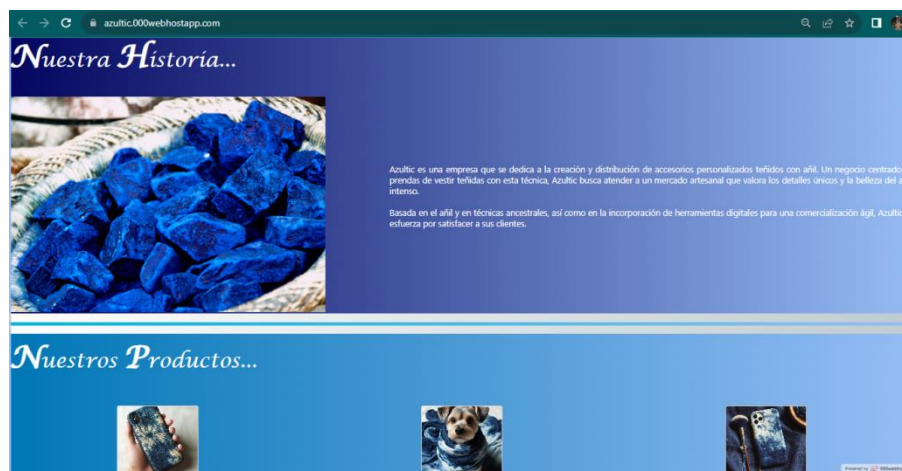 azultic.000webhostapp.com
Nuestra Historia...
Azultic es una empresa que se dedica a la creación y distribución de accesorios personalizados teñidos con añil. Un negocio centrado
prendas de vestir teñidas con esta técnica, Azultic busca atender a un mercado artesanal que valora los detalles únicos y la belleza del
intenso.
Basada en el añil y en técnicas ancestrales, así como en la incorporación de herramientas digitales para una comercialización ágil, Azultic
esfuerza por satisfacer a sus clientes.
Nuestros Productos...